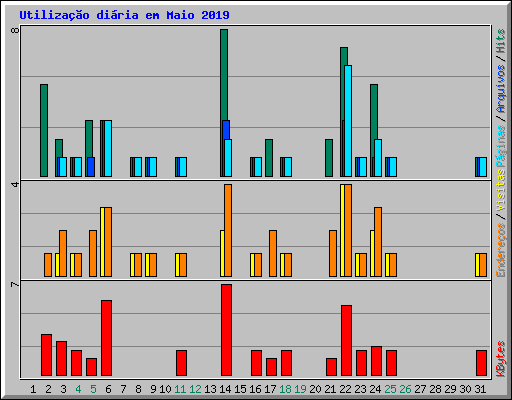 Utilização diária em Maio 2019
8
4
7
Endereços / Visitas Páginas / Arquivos / Hits
KBytes
1 2 3 4 5 6 7 8 9 10 11 12 13 14 15 16 17 18 19 20 21 22 23 24 25 26 27 28 29 30 31